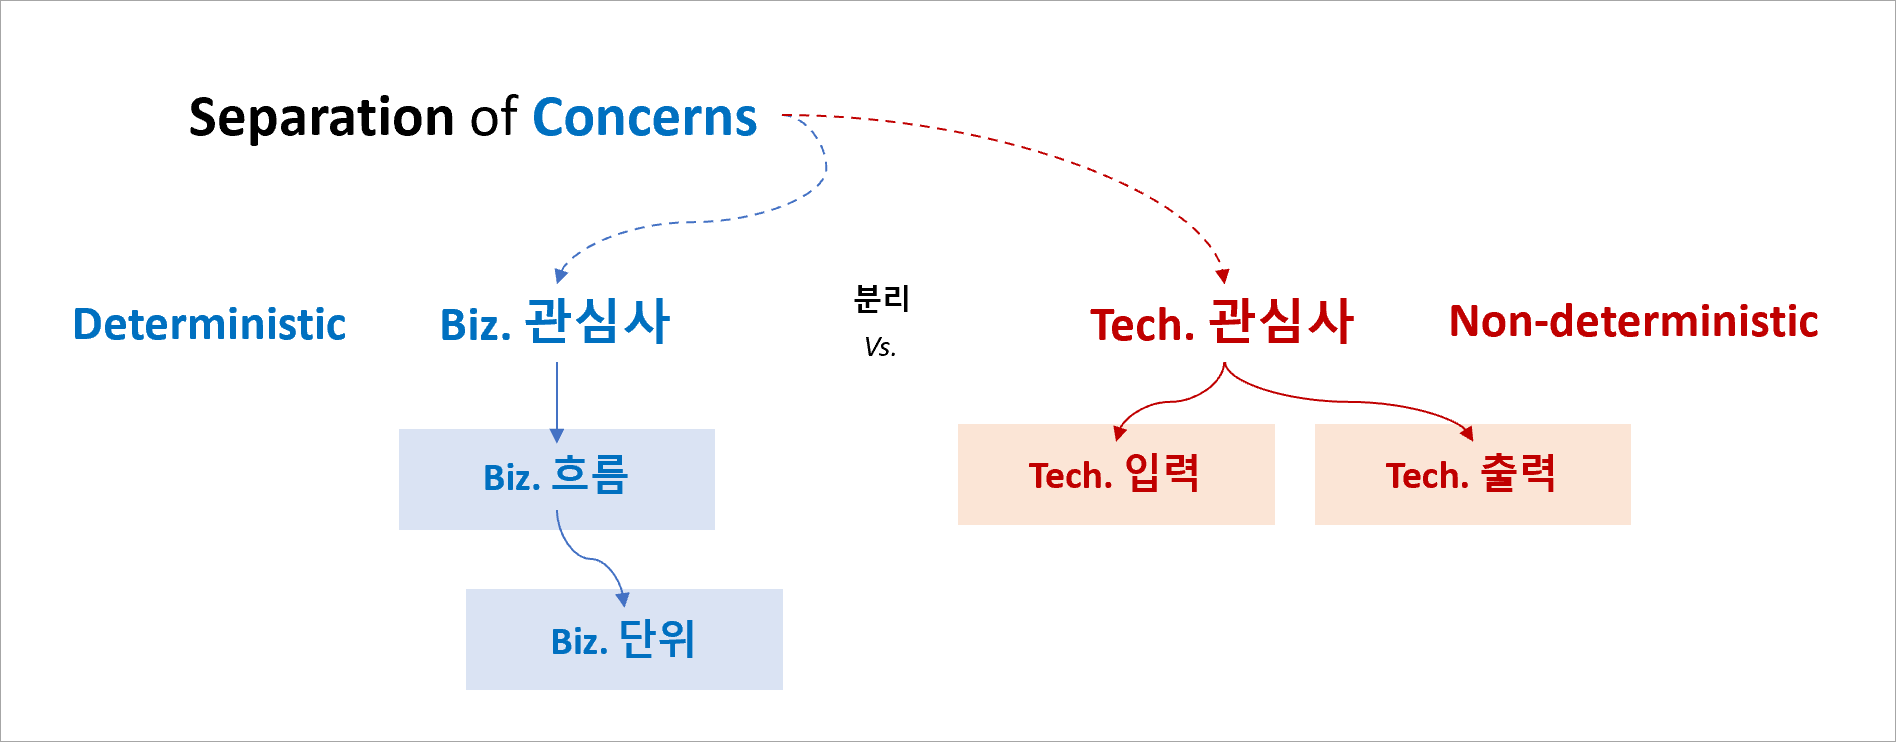 Separation of Concerns
Deterministic
Biz. 관심사
분리
Vs.
Tech. 관심사
Non-deterministic
Biz. 흐름
Tech. 입력
Tech. 출력
Biz. 단위